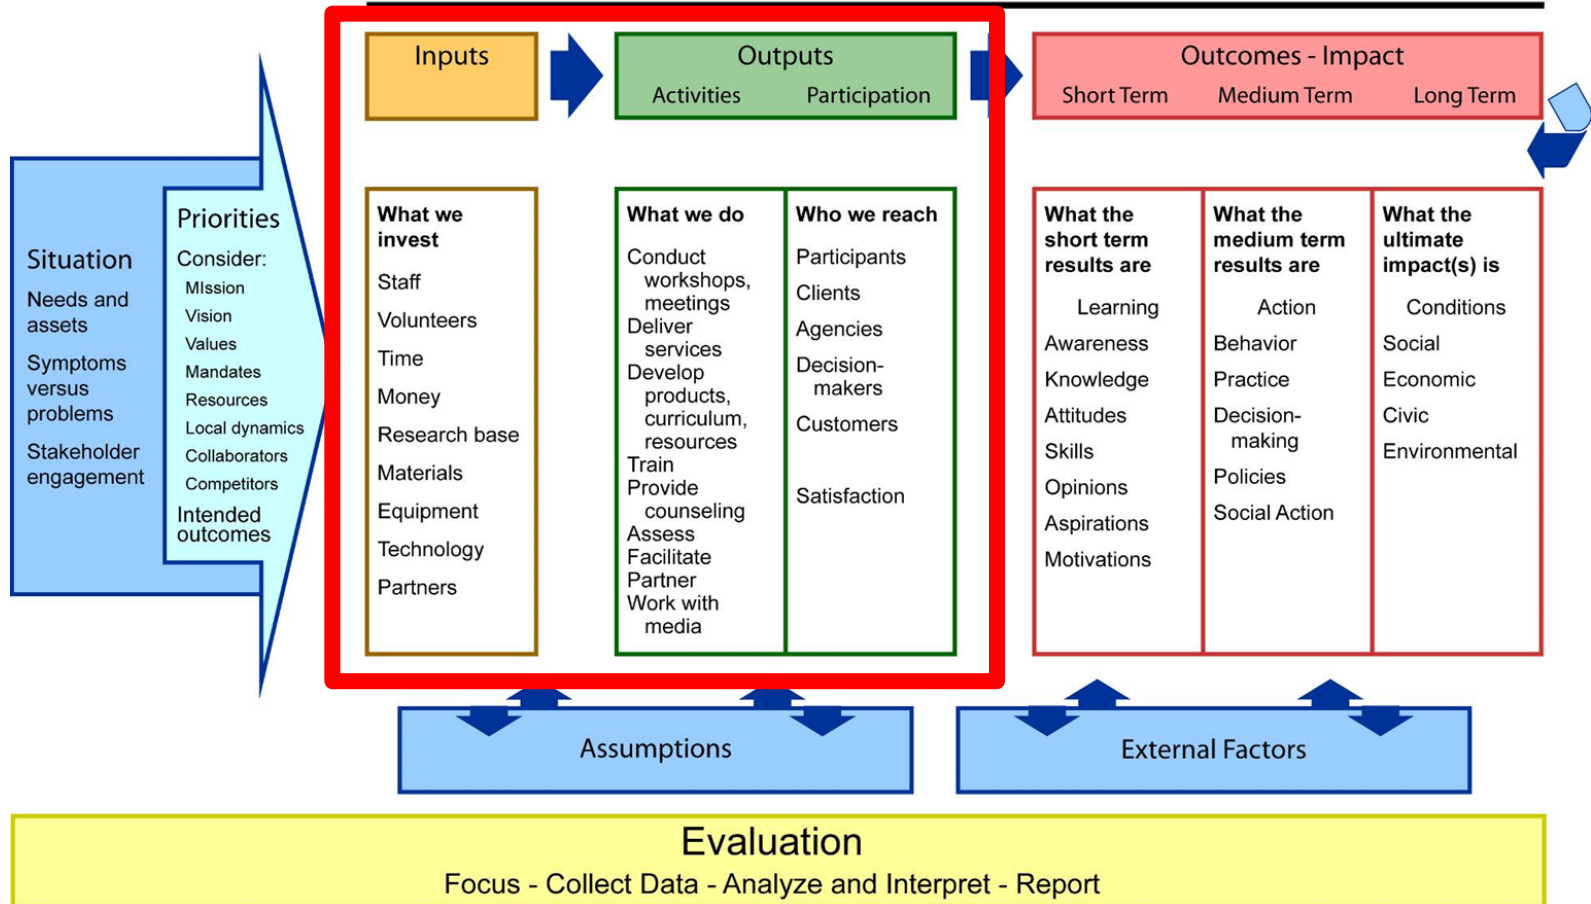 Inputs
Outputs
Activities Participation
Outcomes - Impact
Short Term Medium Term Long Term
Situation
Needs and
assets
Symptoms
versus
problems
Stakeholder
engagement
Priorities
Consider:
MIssion
Vision
Values
Mandates
Resources
Local dynamics
Collaborators
Competitors
Intended
outcomes
What we
invest
Staff
Volunteers
Time
Money
Research base
Materials
Equipment
Technology
Partners
What we do
Conduct
workshops,
meetings
Deliver
services
Develop
products,
curriculum,
resources
Train
Provide
counseling
Assess
Facilitate
Partner
Work with
media
Who we reach
Participants
Clients
Agencies
Decision-
makers
Customers
Satisfaction
What the
short term
results are
Learning
Awareness
Knowledge
Attitudes
Skills
Opinions
Aspirations
Motivations
What the
medium term
results are
Action
Behavior
Practice
Decision-
making
Policies
Social Action
What the
ultimate
impact(s) is
Conditions
Social
Economic
Civic
Environmental
Assumptions
External Factors
Evaluation
Focus - Collect Data - Analyze and Interpret - Report